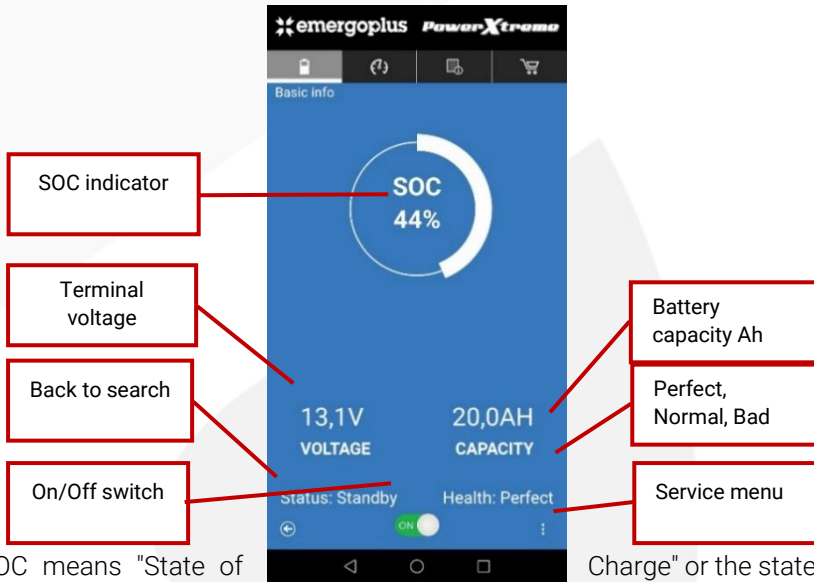 emergoplus PowerXtreme
Basic info
SOC indicator
SOC
44%
Terminal
voltage
Battery
capacity Ah
Back to search
Perfect,
Normal, Bad
13,1V
20,0AH
VOLTAGE
CAPACITY
On/Off switch
Service menu
Status: Standby
Health: Perfect
ON
OC means "State of
Charge" or the state